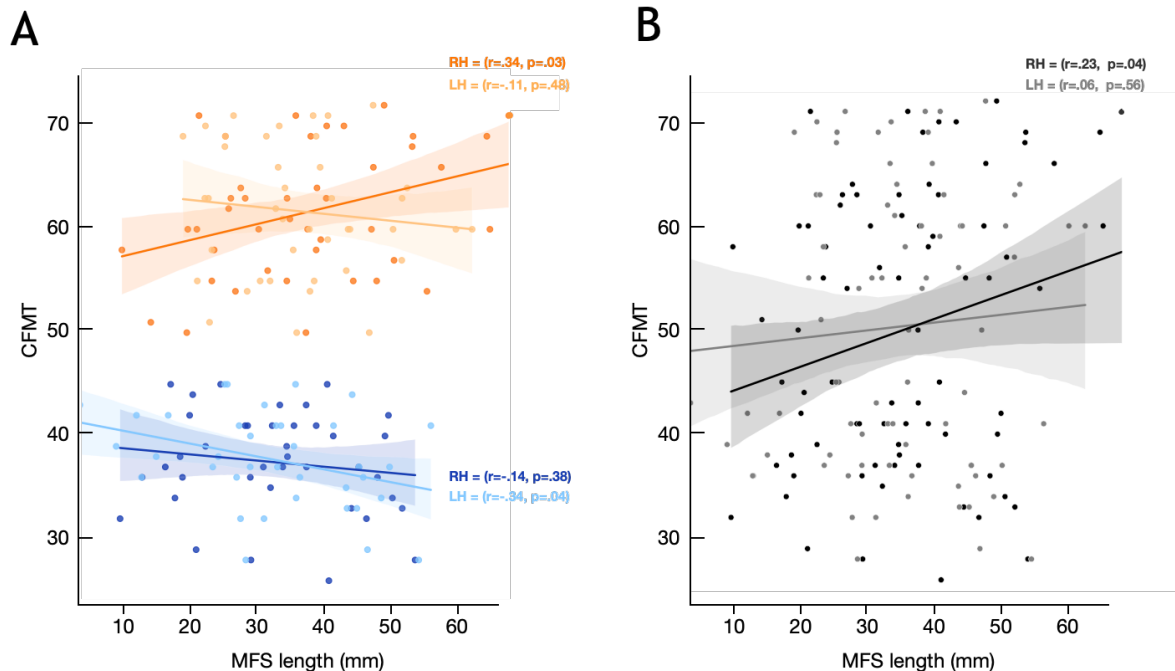 A
RH = (r=.34, p=.03)
LH = (r=-.11, p=.48)
70
60
50
40
30
CFMT
RH = (r=-.14, p=.38)
LH = (r=-.34, p=.04)
10 20 30 40 50 60
MFS length (mm)
B
RH = (r=.23, p=.04)
LH = (r=.06, p=.56)
70
60
50
40
30
CFMT
10 20 30 40 50 60
MFS length (mm)